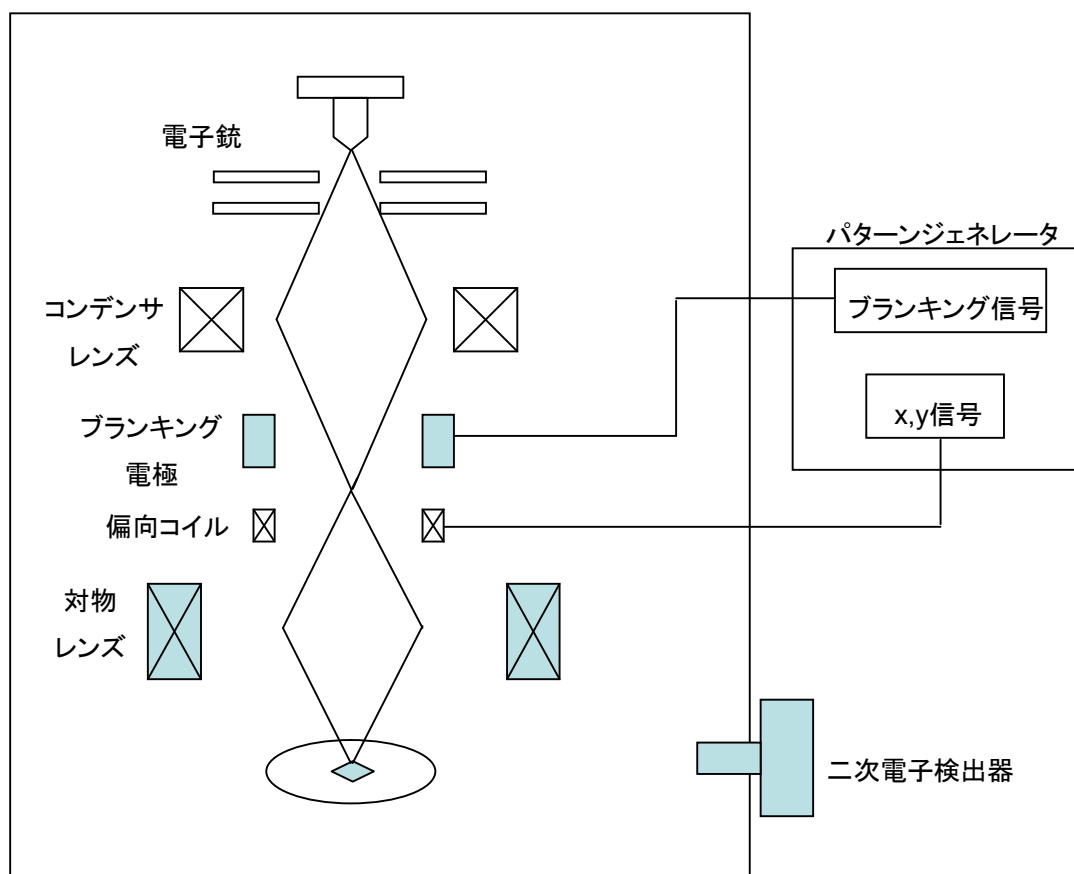 電子銃
パターンジェネレータ
コンデンサ
レンズ
ブランキング信号
x,y信号
ブランキング
電極
偏向コイル
対物
レンズ
二次電子検出器